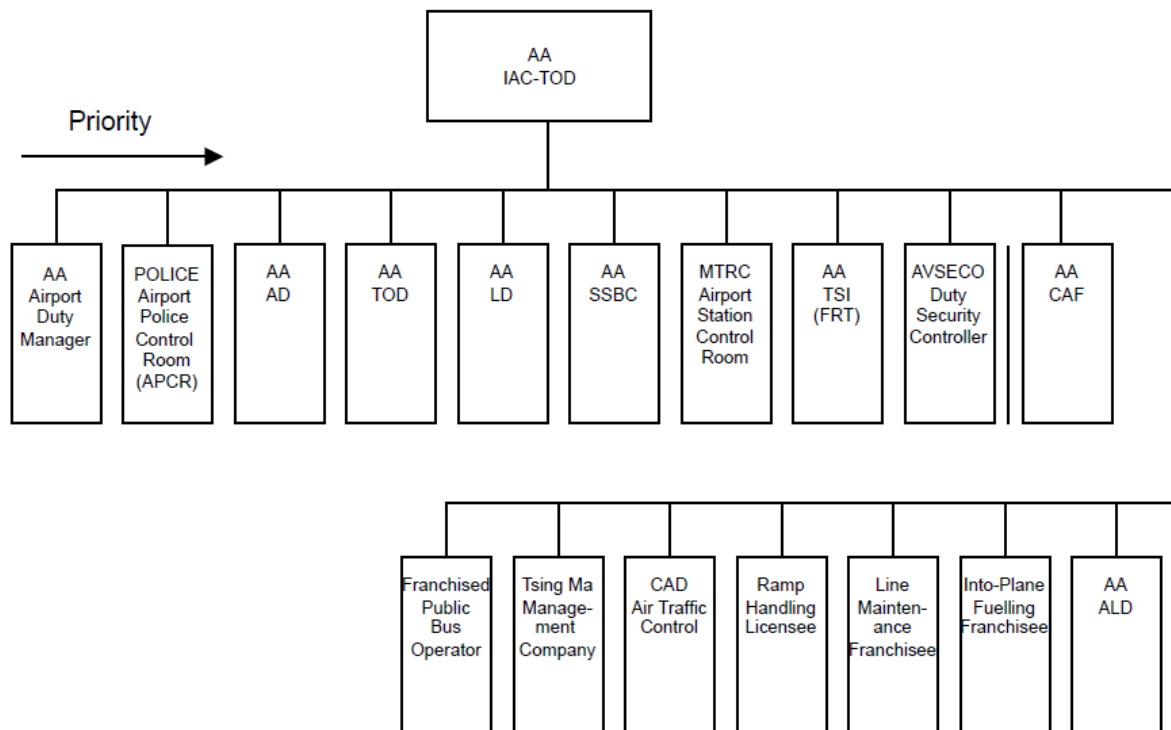 AA
IAC-TOD
Priority
AA
Airport
Duty
Manager
POLICE
Airport
Police
Control
Room
(APCR)
AA
AD
AA
TOD
AA
LD
AA
SSBC
MTRC
Airport
Station
Control
Room
AA
TSI
(FRT)
AVSECO
Duty
Security
Controller
AA
CAF
Franchised
Public
Bus
Operator
Tsing Ma
Manage-
ment
Company
CAD
Air Traffic
Control
Ramp
Handling
Licensee
Line
Mainten-
ance
Franchisee
Into-Plane
Fuelling
Franchisee
AA
ALD